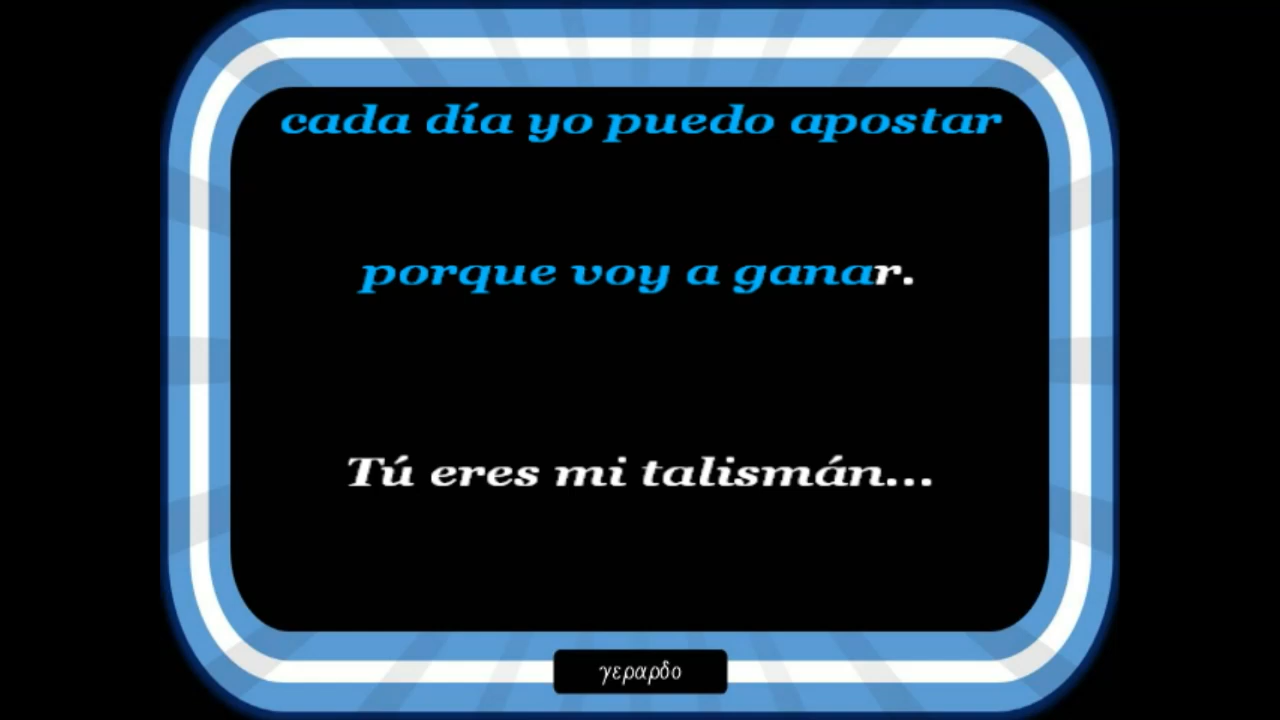 cada día yo puedo apostar
porque voy a ganar.
Tú eres mi talismán...
γεραρδο